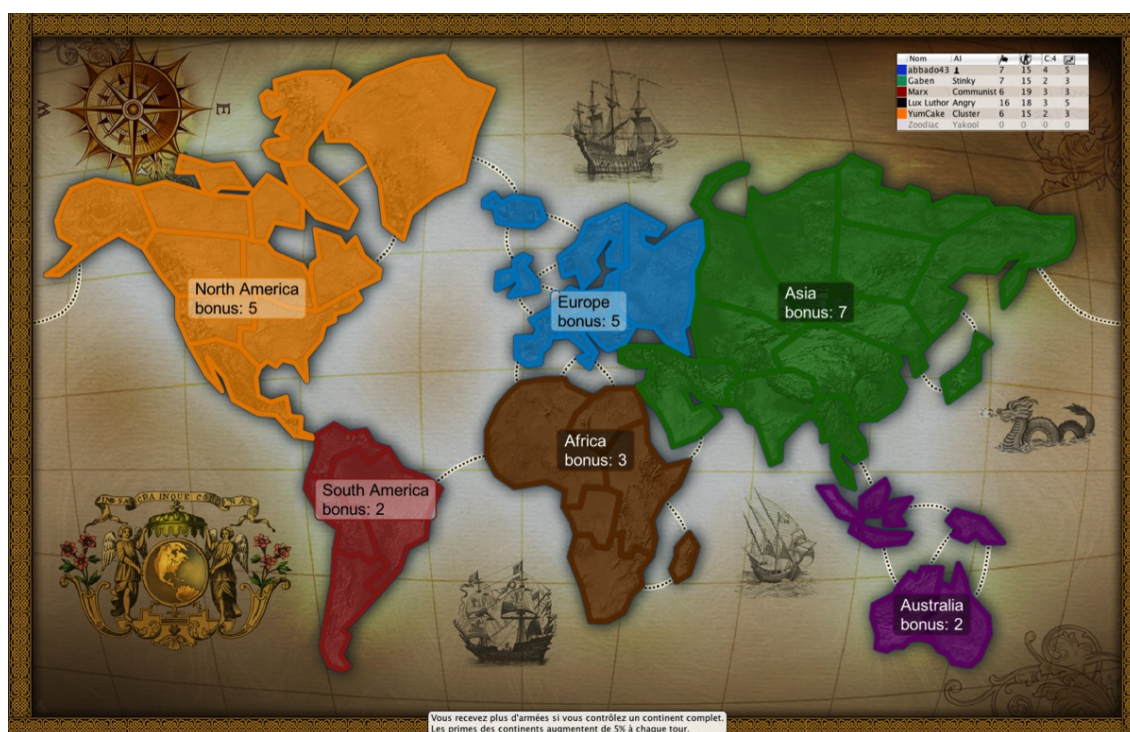 Nom AI C:4
abbado43 7 15 4 5
Gaben Stinky 7 15 2 3
Marx Communist 6 19 3 3
Lux Luthor Angry 16 18 3 5
YumCake Cluster 6 15 2 3
Zoodiac Yakool 0 0 0 0
E
North America
bonus: 5
Europe
bonus: 5
Asia
bonus: 7
Africa
bonus: 3
South America
bonus: 2
Australia
bonus: 2
Vous recevez plus d'armées si vous contrôlez un continent complet.
Les primes des continents augmentent de 5% à chaque tour.